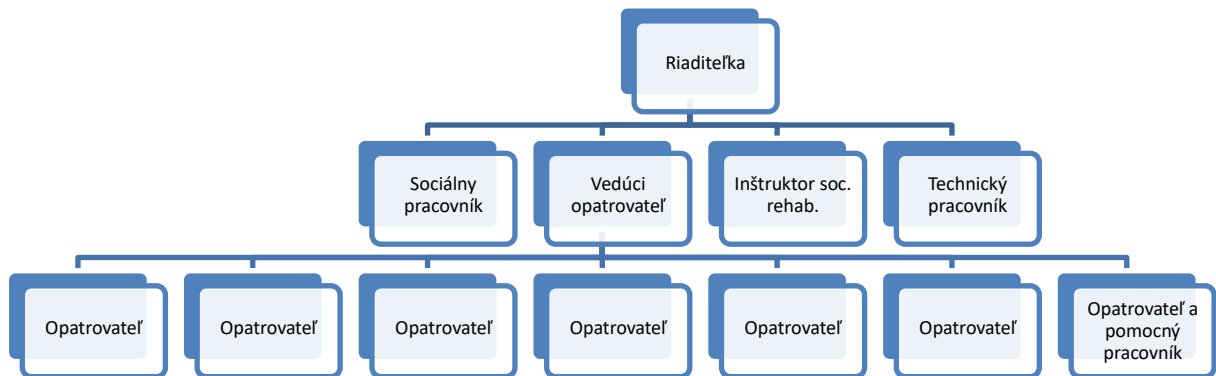 Riaditeľka
Sociálny
pracovník
Vedúci
opatrovateľ
Inštruktor soc.
rehab.
Technický
pracovník
Opatrovateľ
Opatrovateľ
Opatrovateľ
Opatrovateľ
Opatrovateľ
Opatrovateľ
Opatrovateľ a
pomocný
pracovník